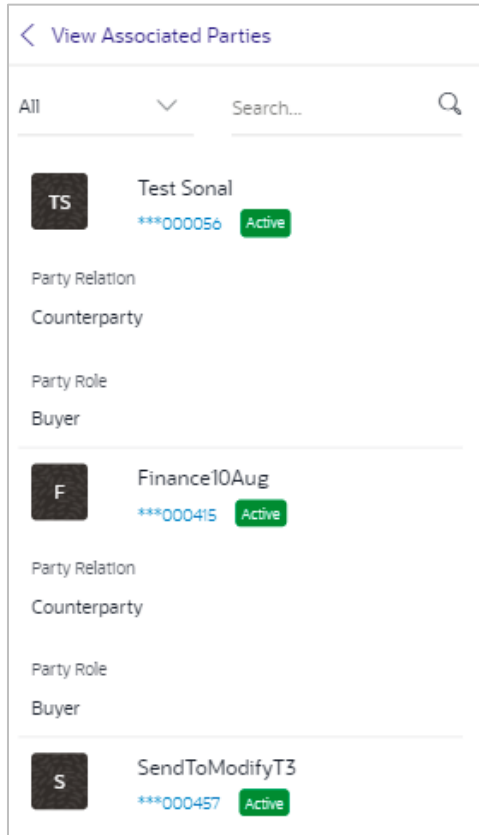 View Associated Parties
All Search...
TS Test Sonal
***000056 Active
Party Relation
Counterparty
Party Role
Buyer
F Finance10Aug
***000415 Active
Party Relation
Counterparty
Party Role
Buyer
S SendToModifyT3
***000457 Active